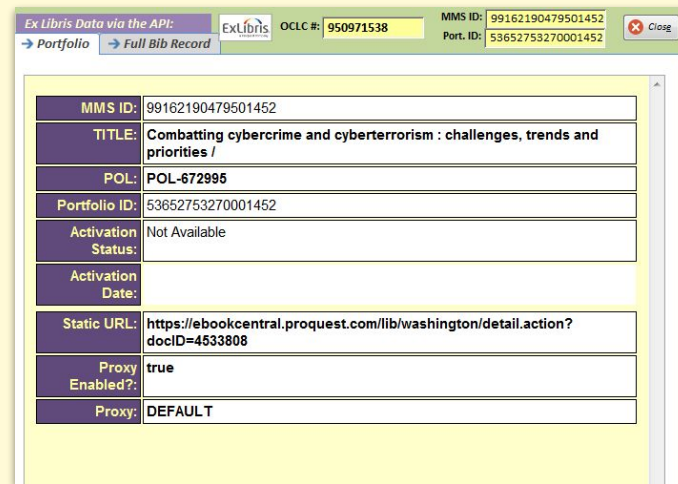 Ex Libris Data via the API:
ExLibris
OCLC #: 950971538
MMS ID: 99162190479501452
Port. ID: 53652753270001452
Close
Portfolio
Full Bib Record
MMS ID: 99162190479501452
TITLE: Combatting cybercrime and cyberterrorism : challenges, trends and
priorities /
POL: POL-672995
Portfolio ID: 53652753270001452
Activation Not Available
Status:
Activation
Date:
Static URL: https://ebookcentral.proquest.com/lib/washington/detail.action?
docID=4533808
Proxy true
Enabled?:
Proxy: DEFAULT